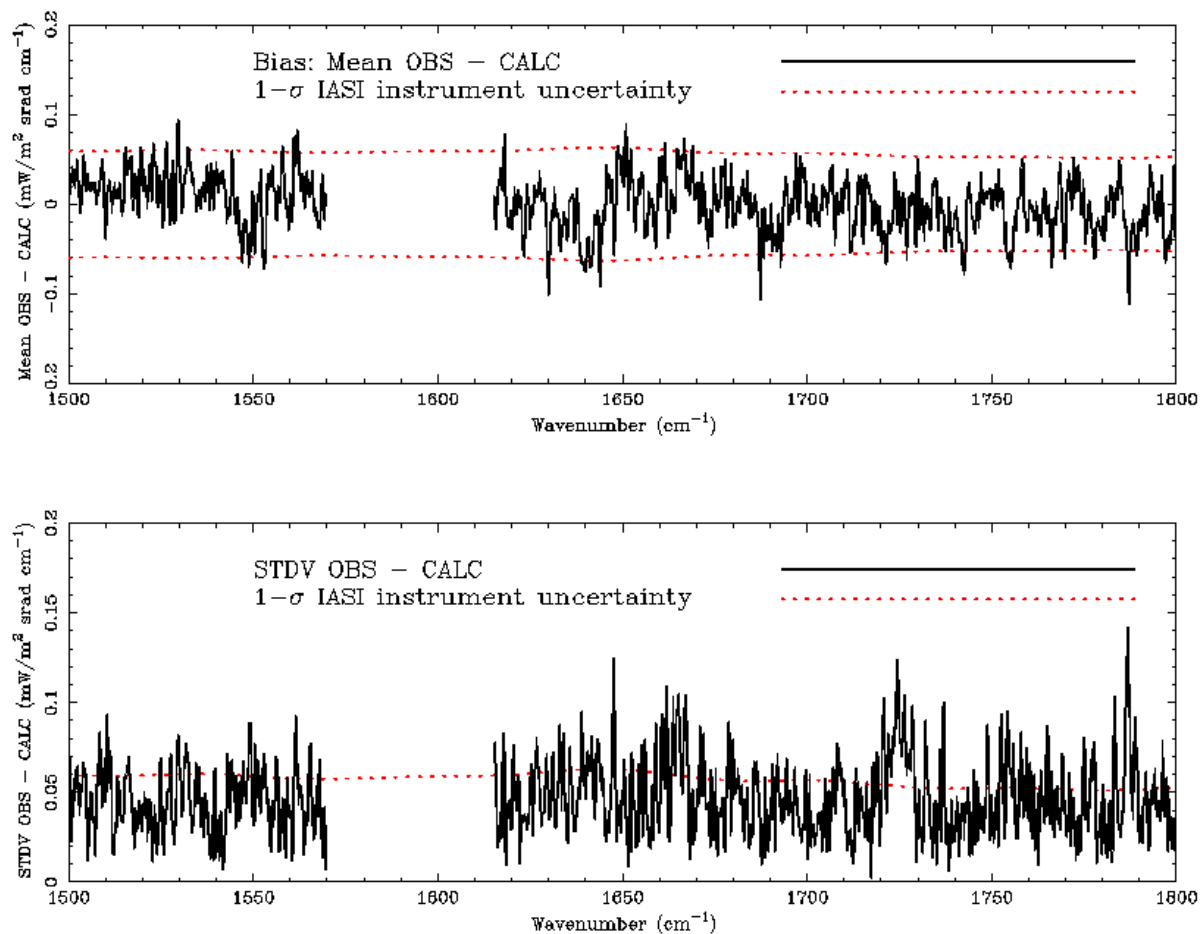 Mean OBS − CALC (mW/m² srad cm⁻¹)
0.2
0.1
0
−0.1
−0.2
Bias: Mean OBS − CALC
1−σ IASI instrument uncertainty
1500 1550 1600 1650 1700 1750 1800
Wavenumber (cm⁻¹)
STDV OBS − CALC (mW/m² srad cm⁻¹)
0.2
0.15
0.1
0.05
0
STDV OBS − CALC
1−σ IASI instrument uncertainty
1500 1550 1600 1650 1700 1750 1800
Wavenumber (cm⁻¹)